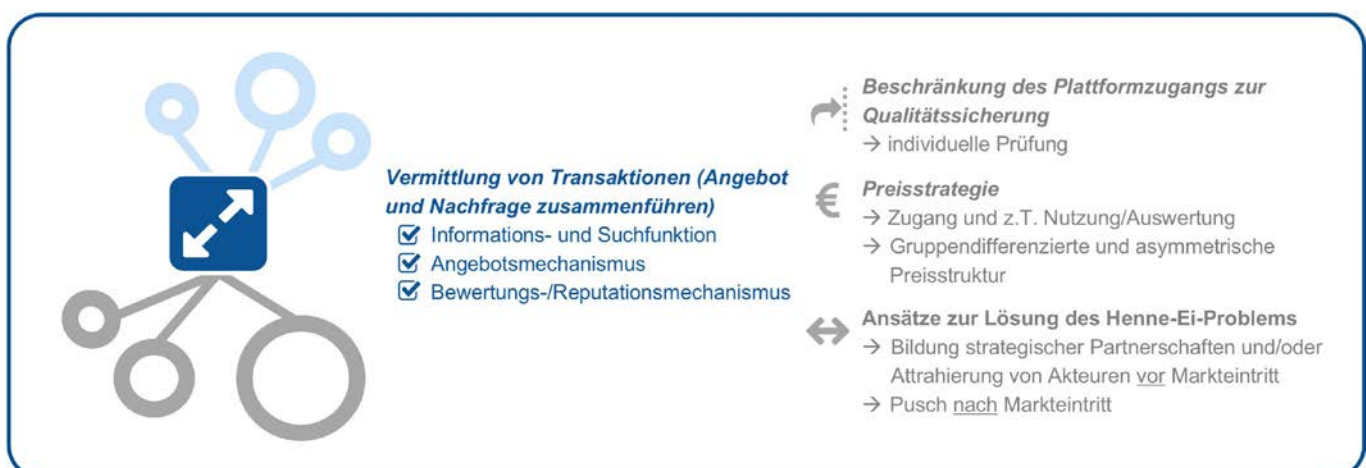 Vermittlung von Transaktionen (Angebot
und Nachfrage zusammenführen)
Informations- und Suchfunktion
Angebotsmechanismus
Bewertungs-/Reputationsmechanismus
Beschränkung des Plattformzugangs zur
Qualitätssicherung
→ individuelle Prüfung
€ Preisstrategie
→ Zugang und z.T. Nutzung/Auswertung
→ Gruppendifferenzierte und asymmetrische
Preisstruktur
Ansätze zur Lösung des Henne-Ei-Problems
→ Bildung strategischer Partnerschaften und/oder
Attrahierung von Akteuren vor Markteintritt
→ Pusch nach Markteintritt